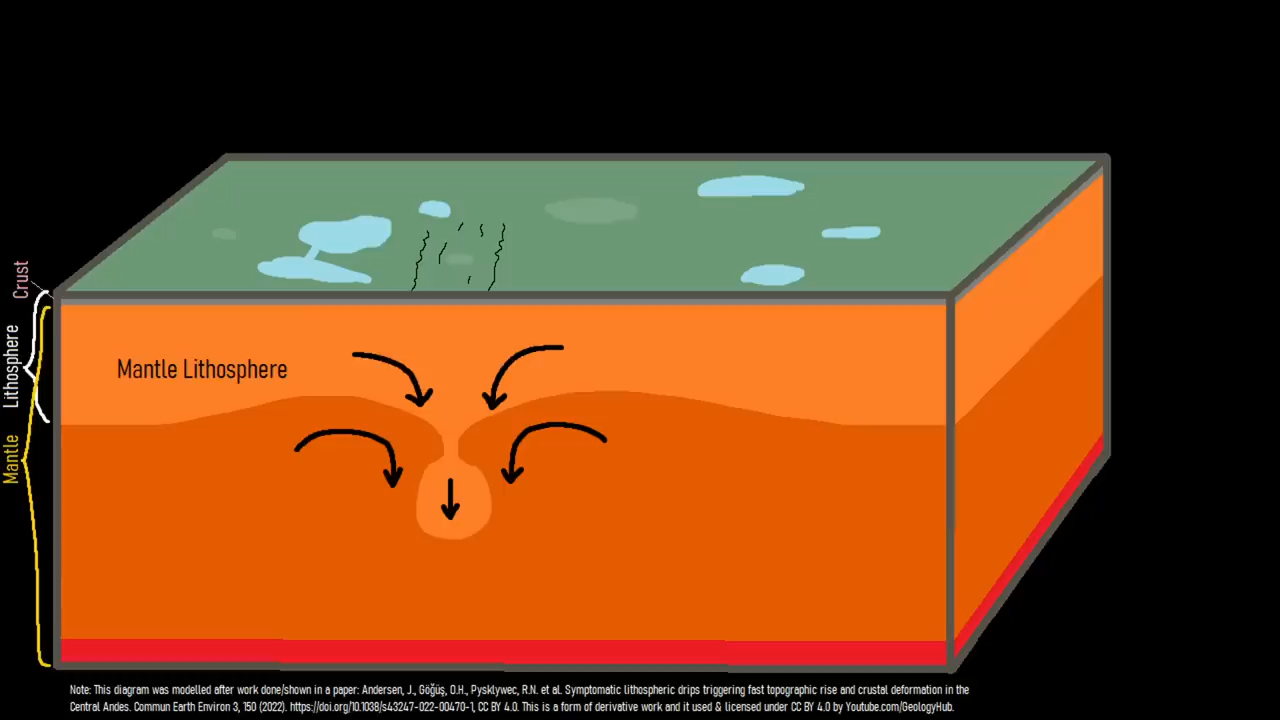 Crust
Lithosphere
Mantle
Mantle Lithosphere
Note: This diagram was modelled after work done/shown in a paper: Andersen, J., Göğüş, O.H., Pysklywec, R.N. et al. Symptomatic lithospheric drips triggering fast topographic rise and crustal deformation in the
Central Andes. Commun Earth Environ 3, 150 (2022). https://doi.org/10.1038/s43247-022-00470-1, CC BY 4.0. This is a form of derivative work and it used & licensed under CC BY 4.0 by Youtube.com/GeologyHub.